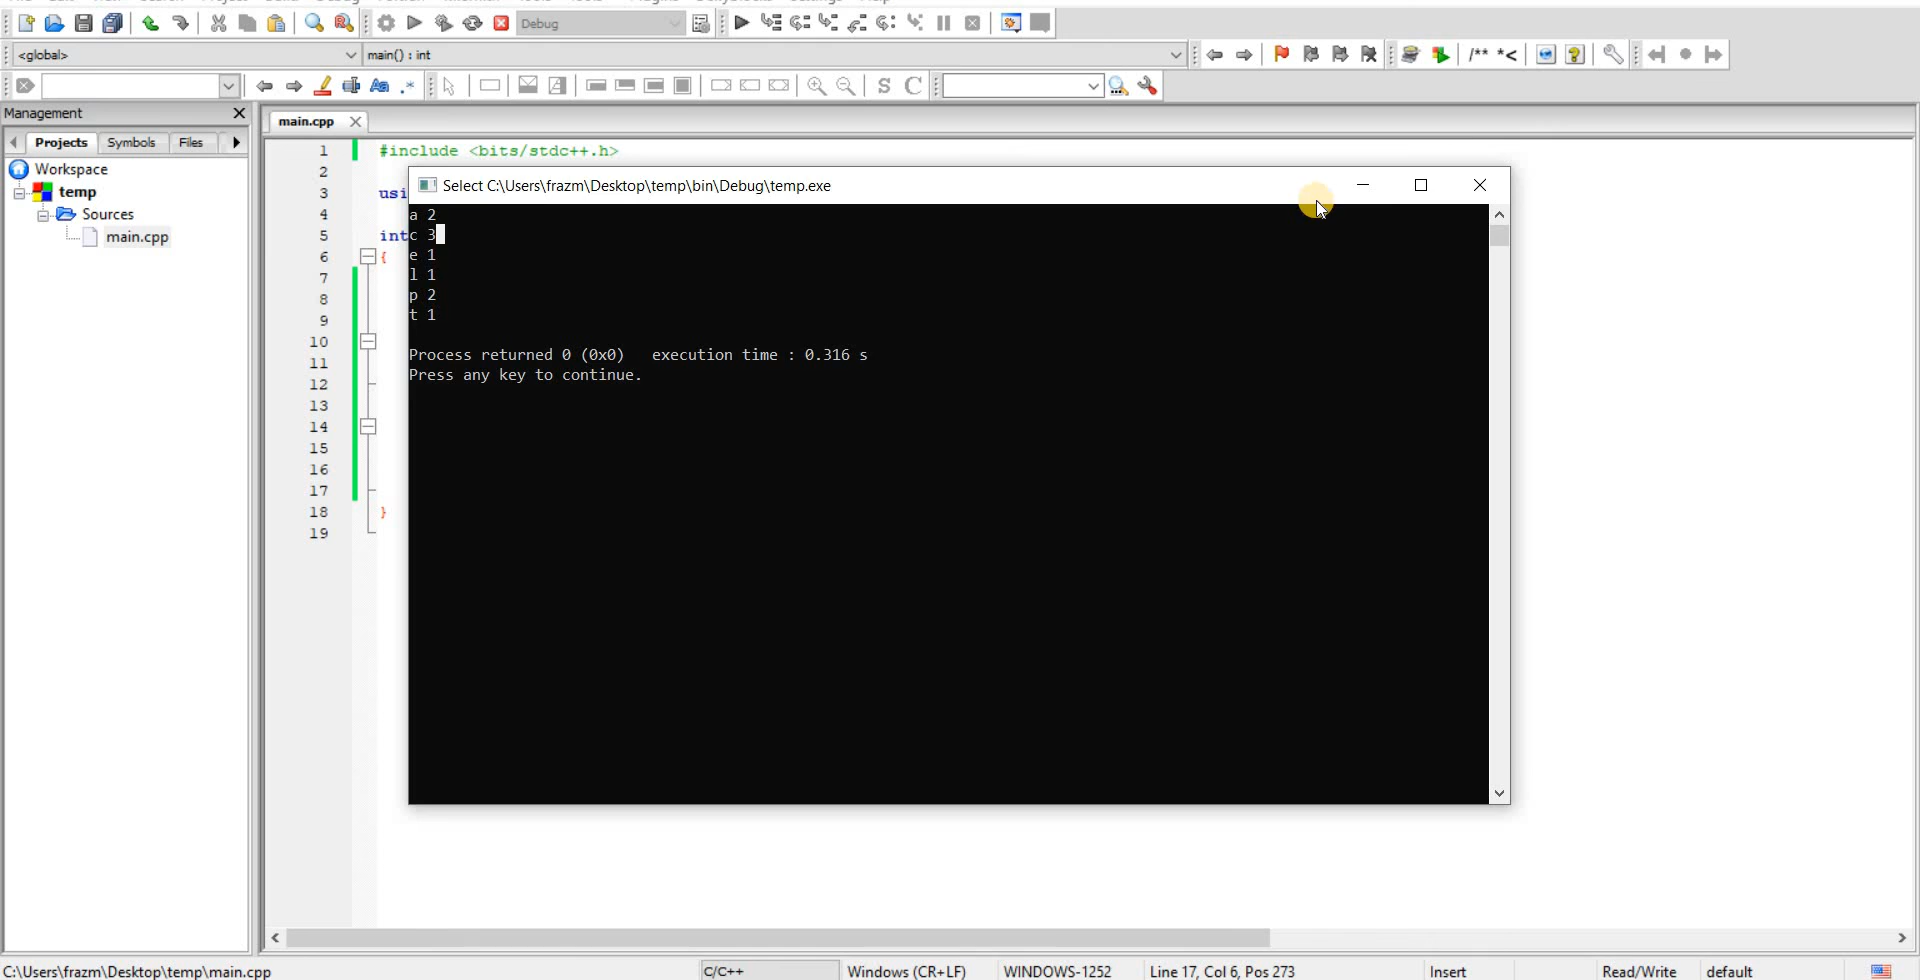 Debug
<global>
main() : int
/** *<
Aa .*
S C
Management
main.cpp
Projects Symbols Files
Workspace
temp
Sources
main.cpp
1 #include <bits/stdc++.h>
2
3 usi
4
5 int
6 {
7
8
9
10
11
12
13
14
15
16
17
18 }
19
Select C:\Users\frazm\Desktop\temp\bin\Debug\temp.exe
a 2
c 3
e 1
l 1
p 2
t 1
Process returned 0 (0x0) execution time : 0.316 s
Press any key to continue.
C:\Users\frazm\Desktop\temp\main.cpp C/C++ Windows (CR+LF) WINDOWS-1252 Line 17, Col 6, Pos 273 Insert Read/Write default